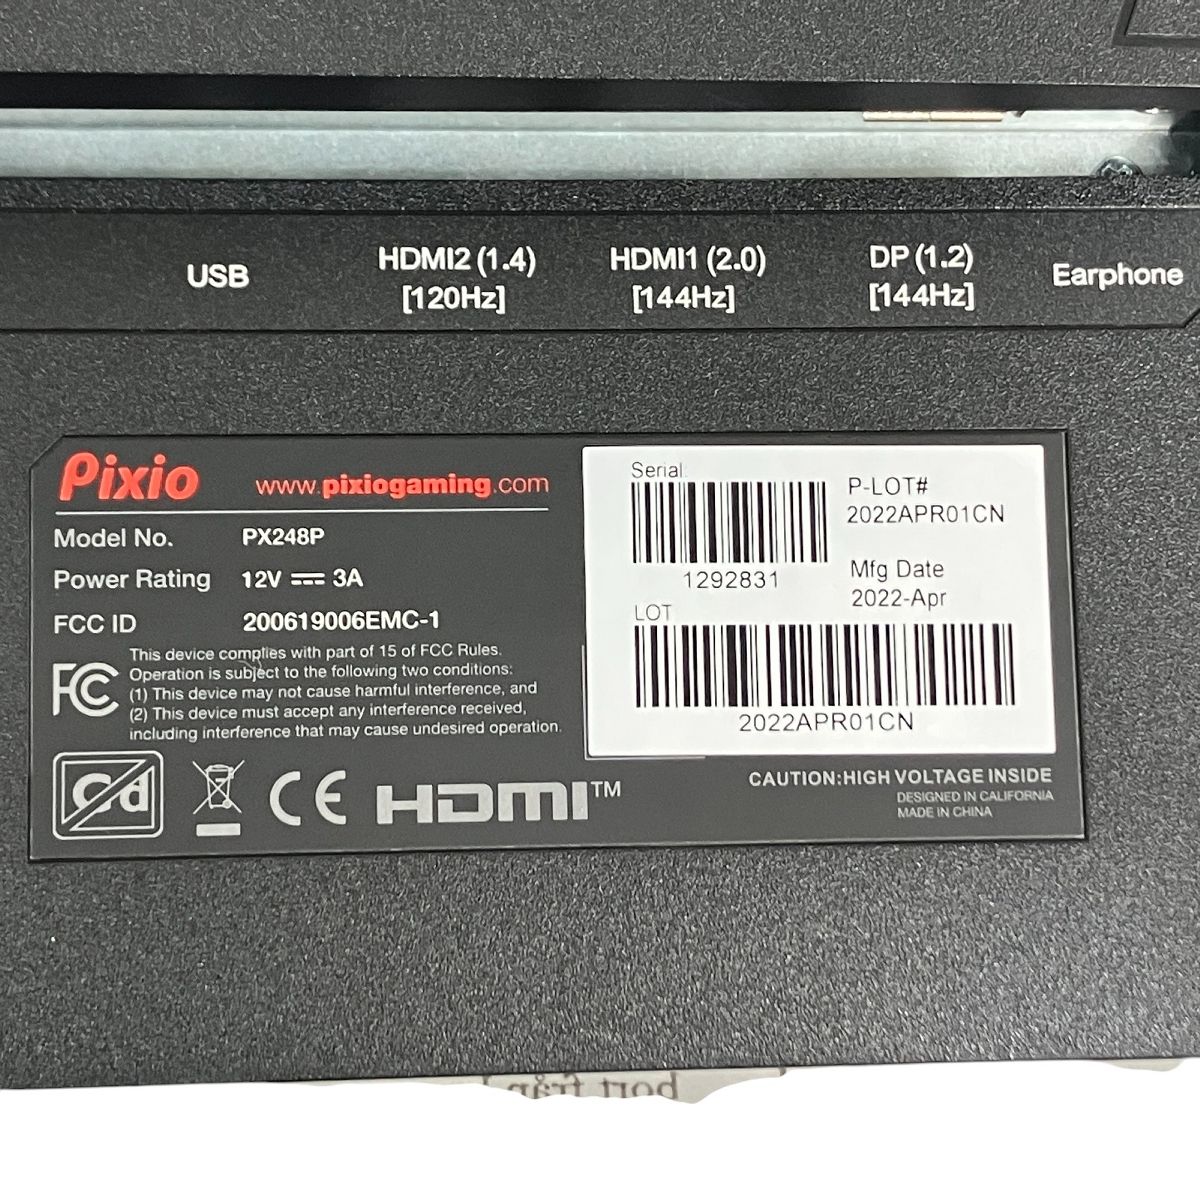 USB
HDMI2 (1.4)
[120Hz]
HDMI1 (2.0)
[144Hz]
DP (1.2)
[144Hz]
Earphone
Pixio
www.pixiogaming.com
Model No. PX248P
Power Rating 12V ⎓ 3A
FCC ID 200619006EMC-1
FC
This device complies with part of 15 of FCC Rules.
Operation is subject to the following two conditions:
(1) This device may not cause harmful interference, and
(2) This device must accept any interference received,
including interference that may cause undesired operation.
Pb
CE
HDMI™
Serial
1292831
P-LOT#
2022APR01CN
Mfg Date
2022-Apr
LOT
2022APR01CN
CAUTION:HIGH VOLTAGE INSIDE
DESIGNED IN CALIFORNIA
MADE IN CHINA
bort från